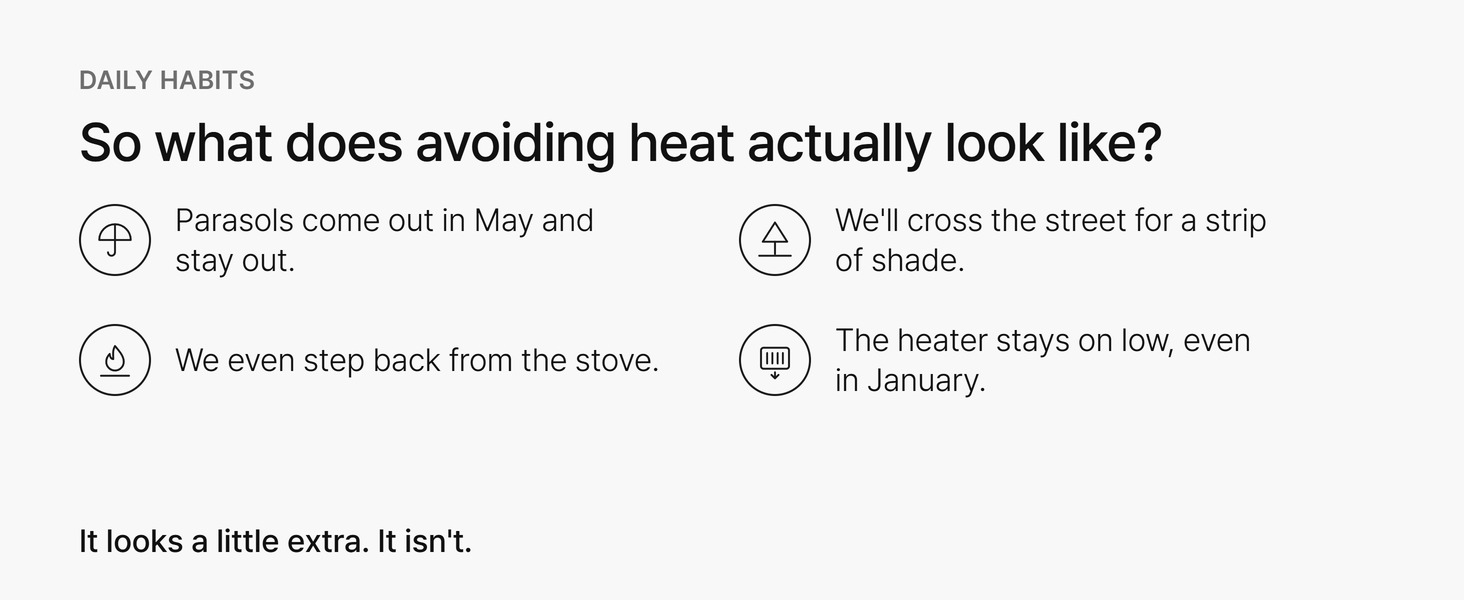 DAILY HABITS
So what does avoiding heat actually look like?
Parasols come out in May and
stay out.
We'll cross the street for a strip
of shade.
We even step back from the stove.
The heater stays on low, even
in January.
It looks a little extra. It isn't.